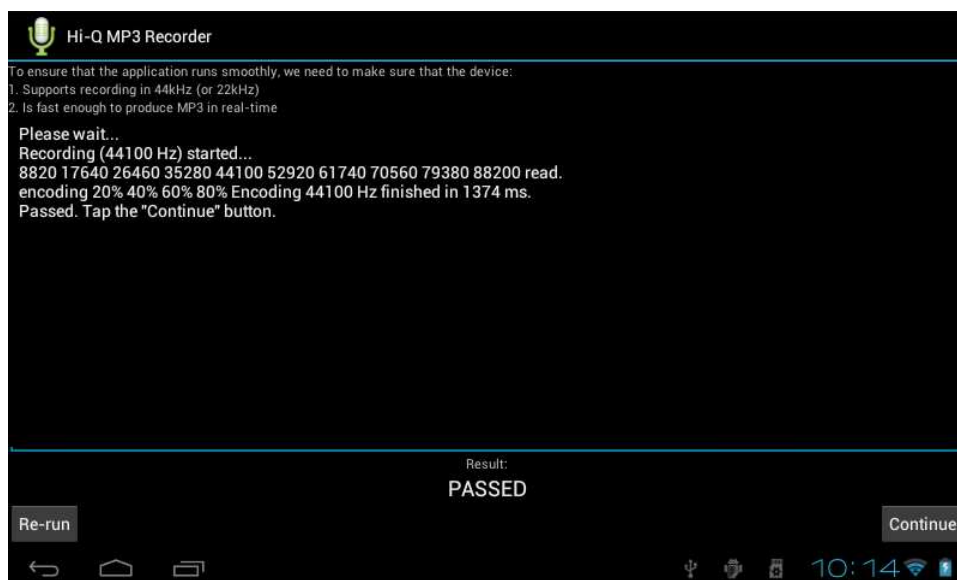 Hi-Q MP3 Recorder
To ensure that the application runs smoothly, we need to make sure that the device:
1. Supports recording in 44kHz (or 22kHz)
2. Is fast enough to produce MP3 in real-time
Please wait...
Recording (44100 Hz) started...
8820 17640 26460 35280 44100 52920 61740 70560 79380 88200 read.
encoding 20% 40% 60% 80% Encoding 44100 Hz finished in 1374 ms.
Passed. Tap the "Continue" button.
Result:
PASSED
Re-run
Continue
10:14